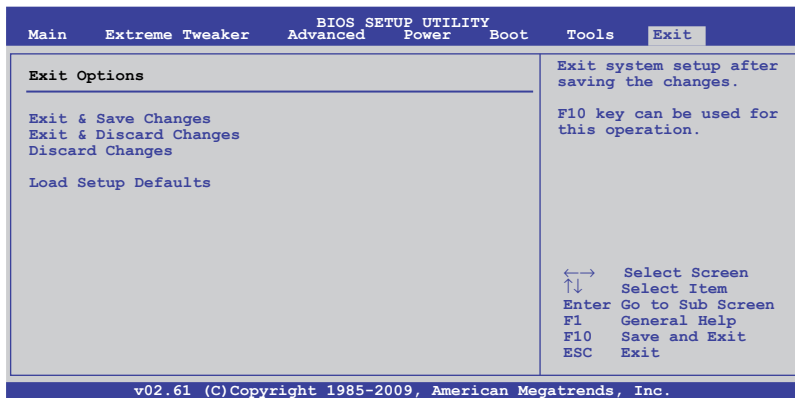 BIOS SETUP UTILITY
Main Extreme Tweaker Advanced Power Boot Tools Exit
Exit Options
Exit & Save Changes
Exit & Discard Changes
Discard Changes
Load Setup Defaults
Exit system setup after
saving the changes.
F10 key can be used for
this operation.
←→ Select Screen
↑↓ Select Item
Enter Go to Sub Screen
F1 General Help
F10 Save and Exit
ESC Exit
v02.61 (C)Copyright 1985-2009, American Megatrends, Inc.